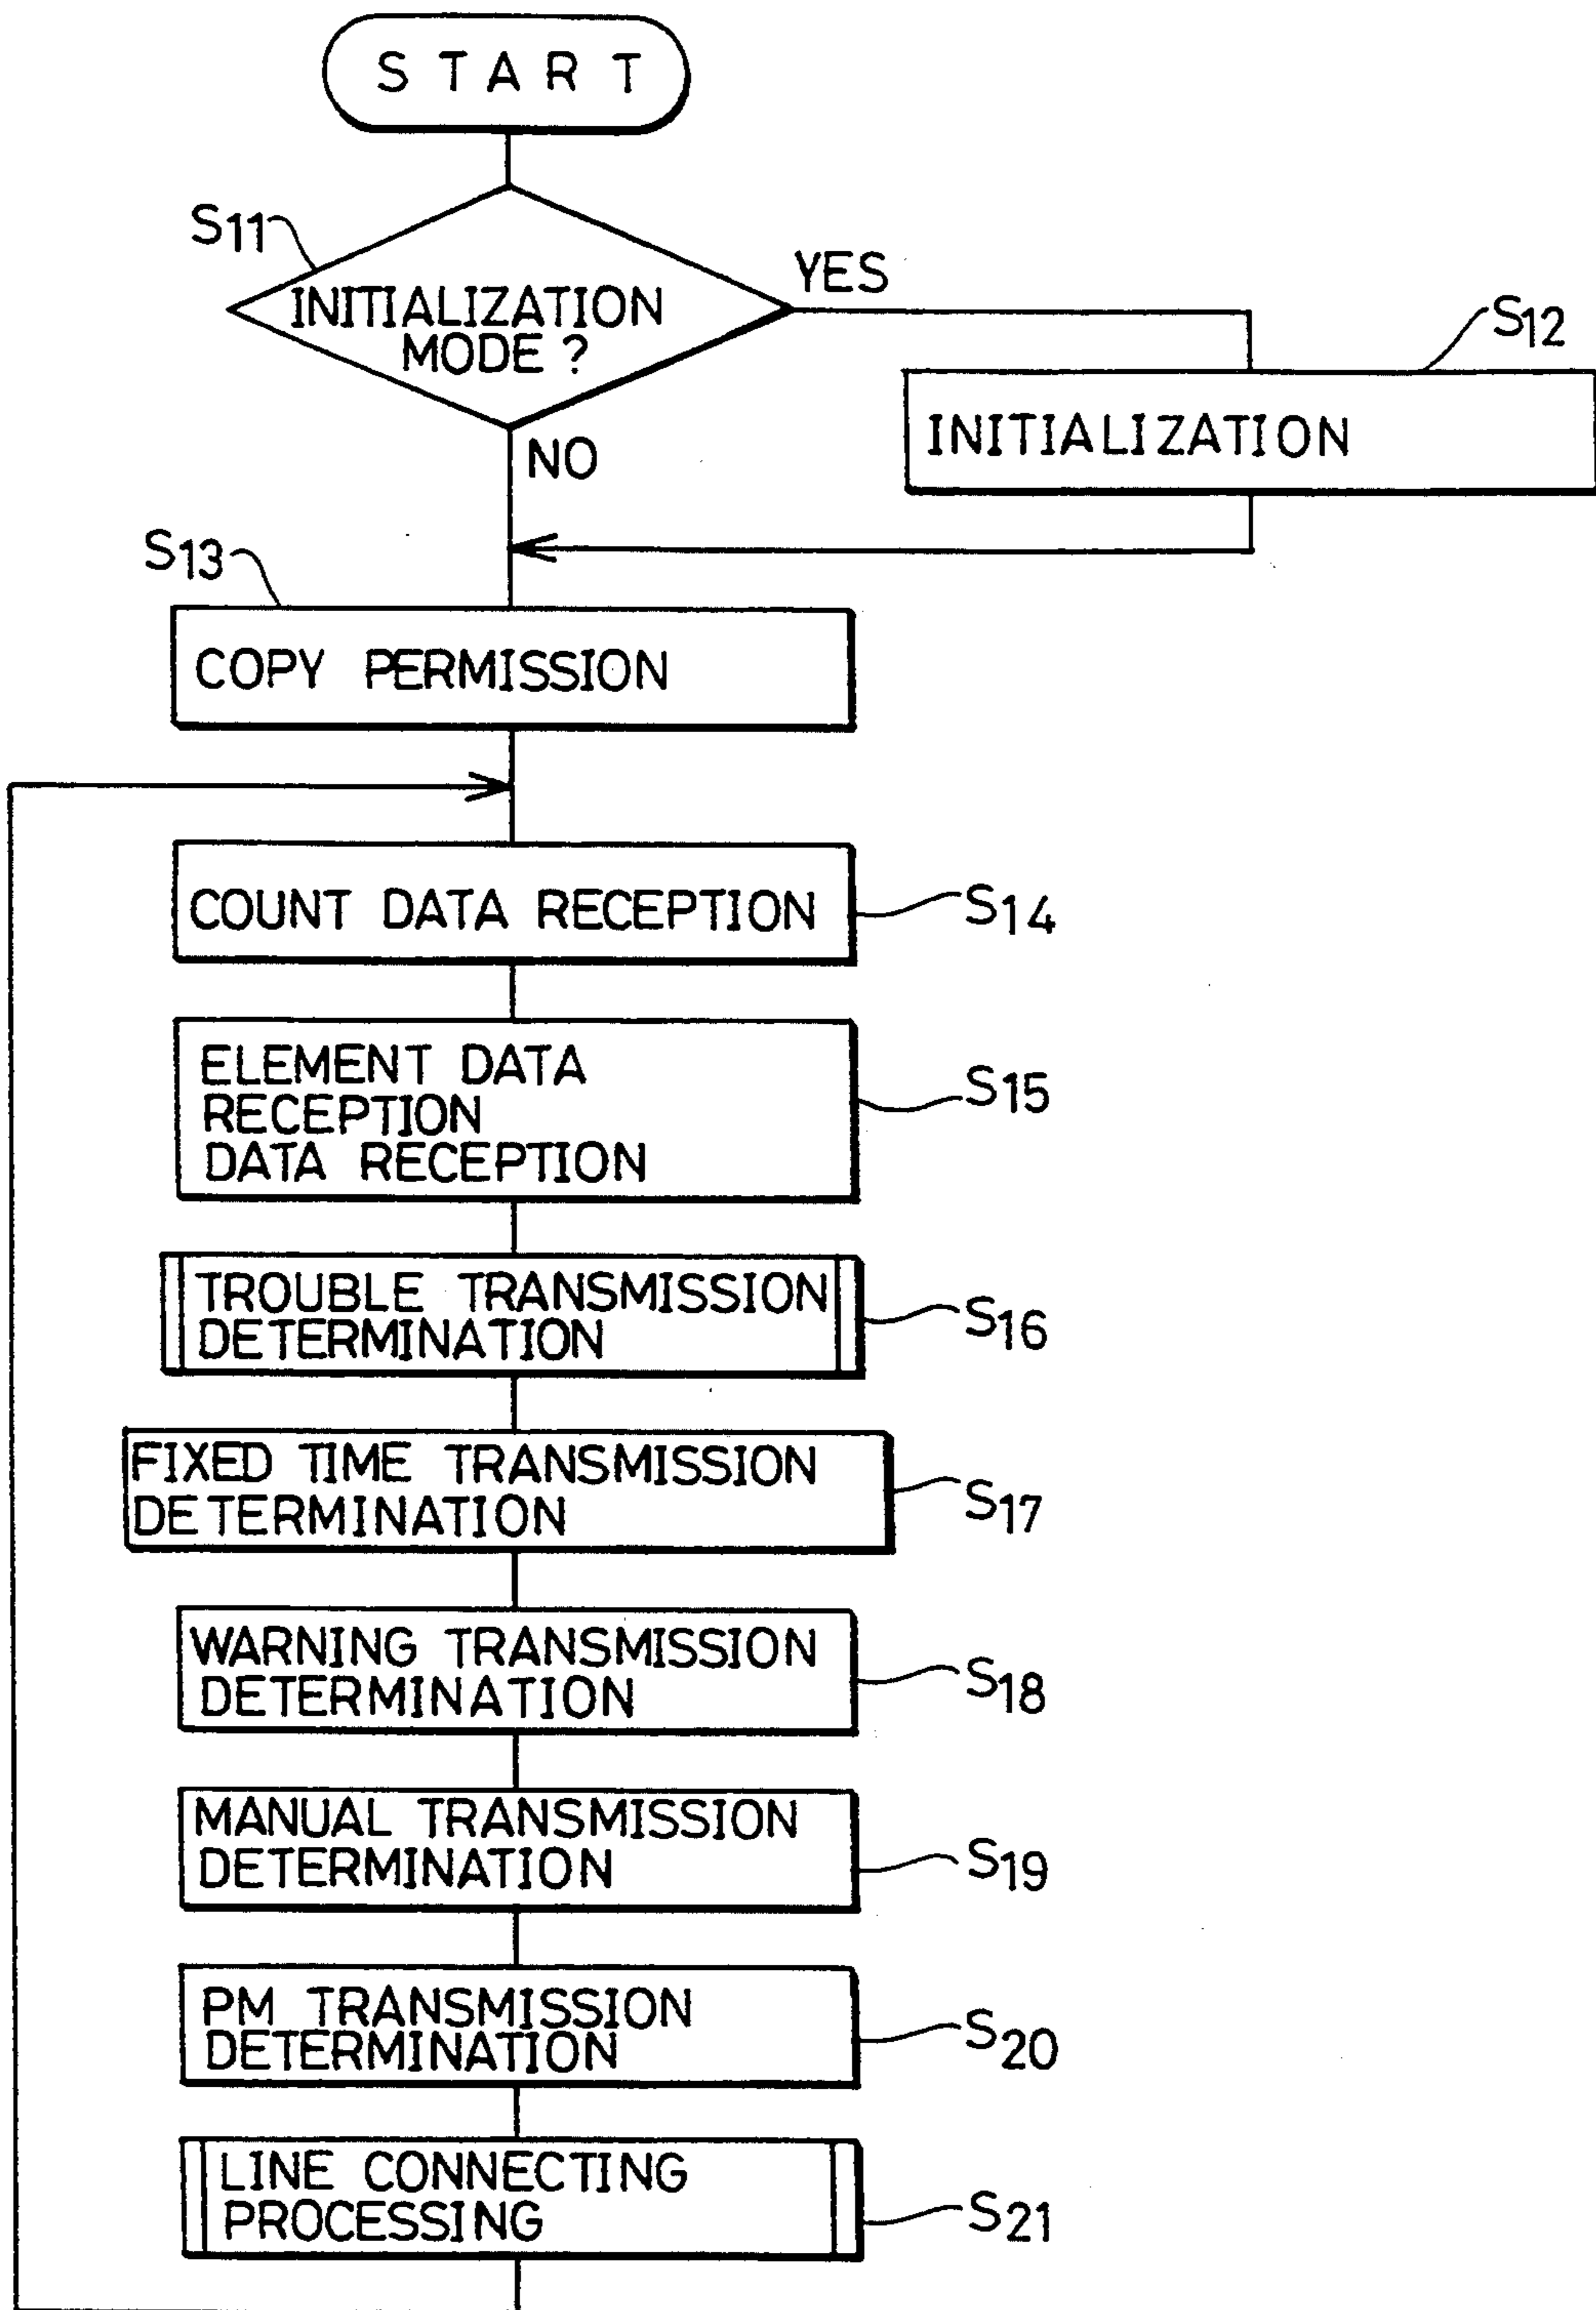 START
S11
YES
INITIALIZATION
MODE?
S12
INITIALIZATION
NO
S13
COPY PERMISSION
COUNT DATA RECEPTION
S14
ELEMENT DATA
RECEPTION
DATA RECEPTION
S15
TROUBLE TRANSMISSION
DETERMINATION
S16
FIXED TIME TRANSMISSION
DETERMINATION
S17
WARNING TRANSMISSION
DETERMINATION
S18
MANUAL TRANSMISSION
DETERMINATION
S19
PM TRANSMISSION
DETERMINATION
S20
LINE CONNECTING
PROCESSING
S21